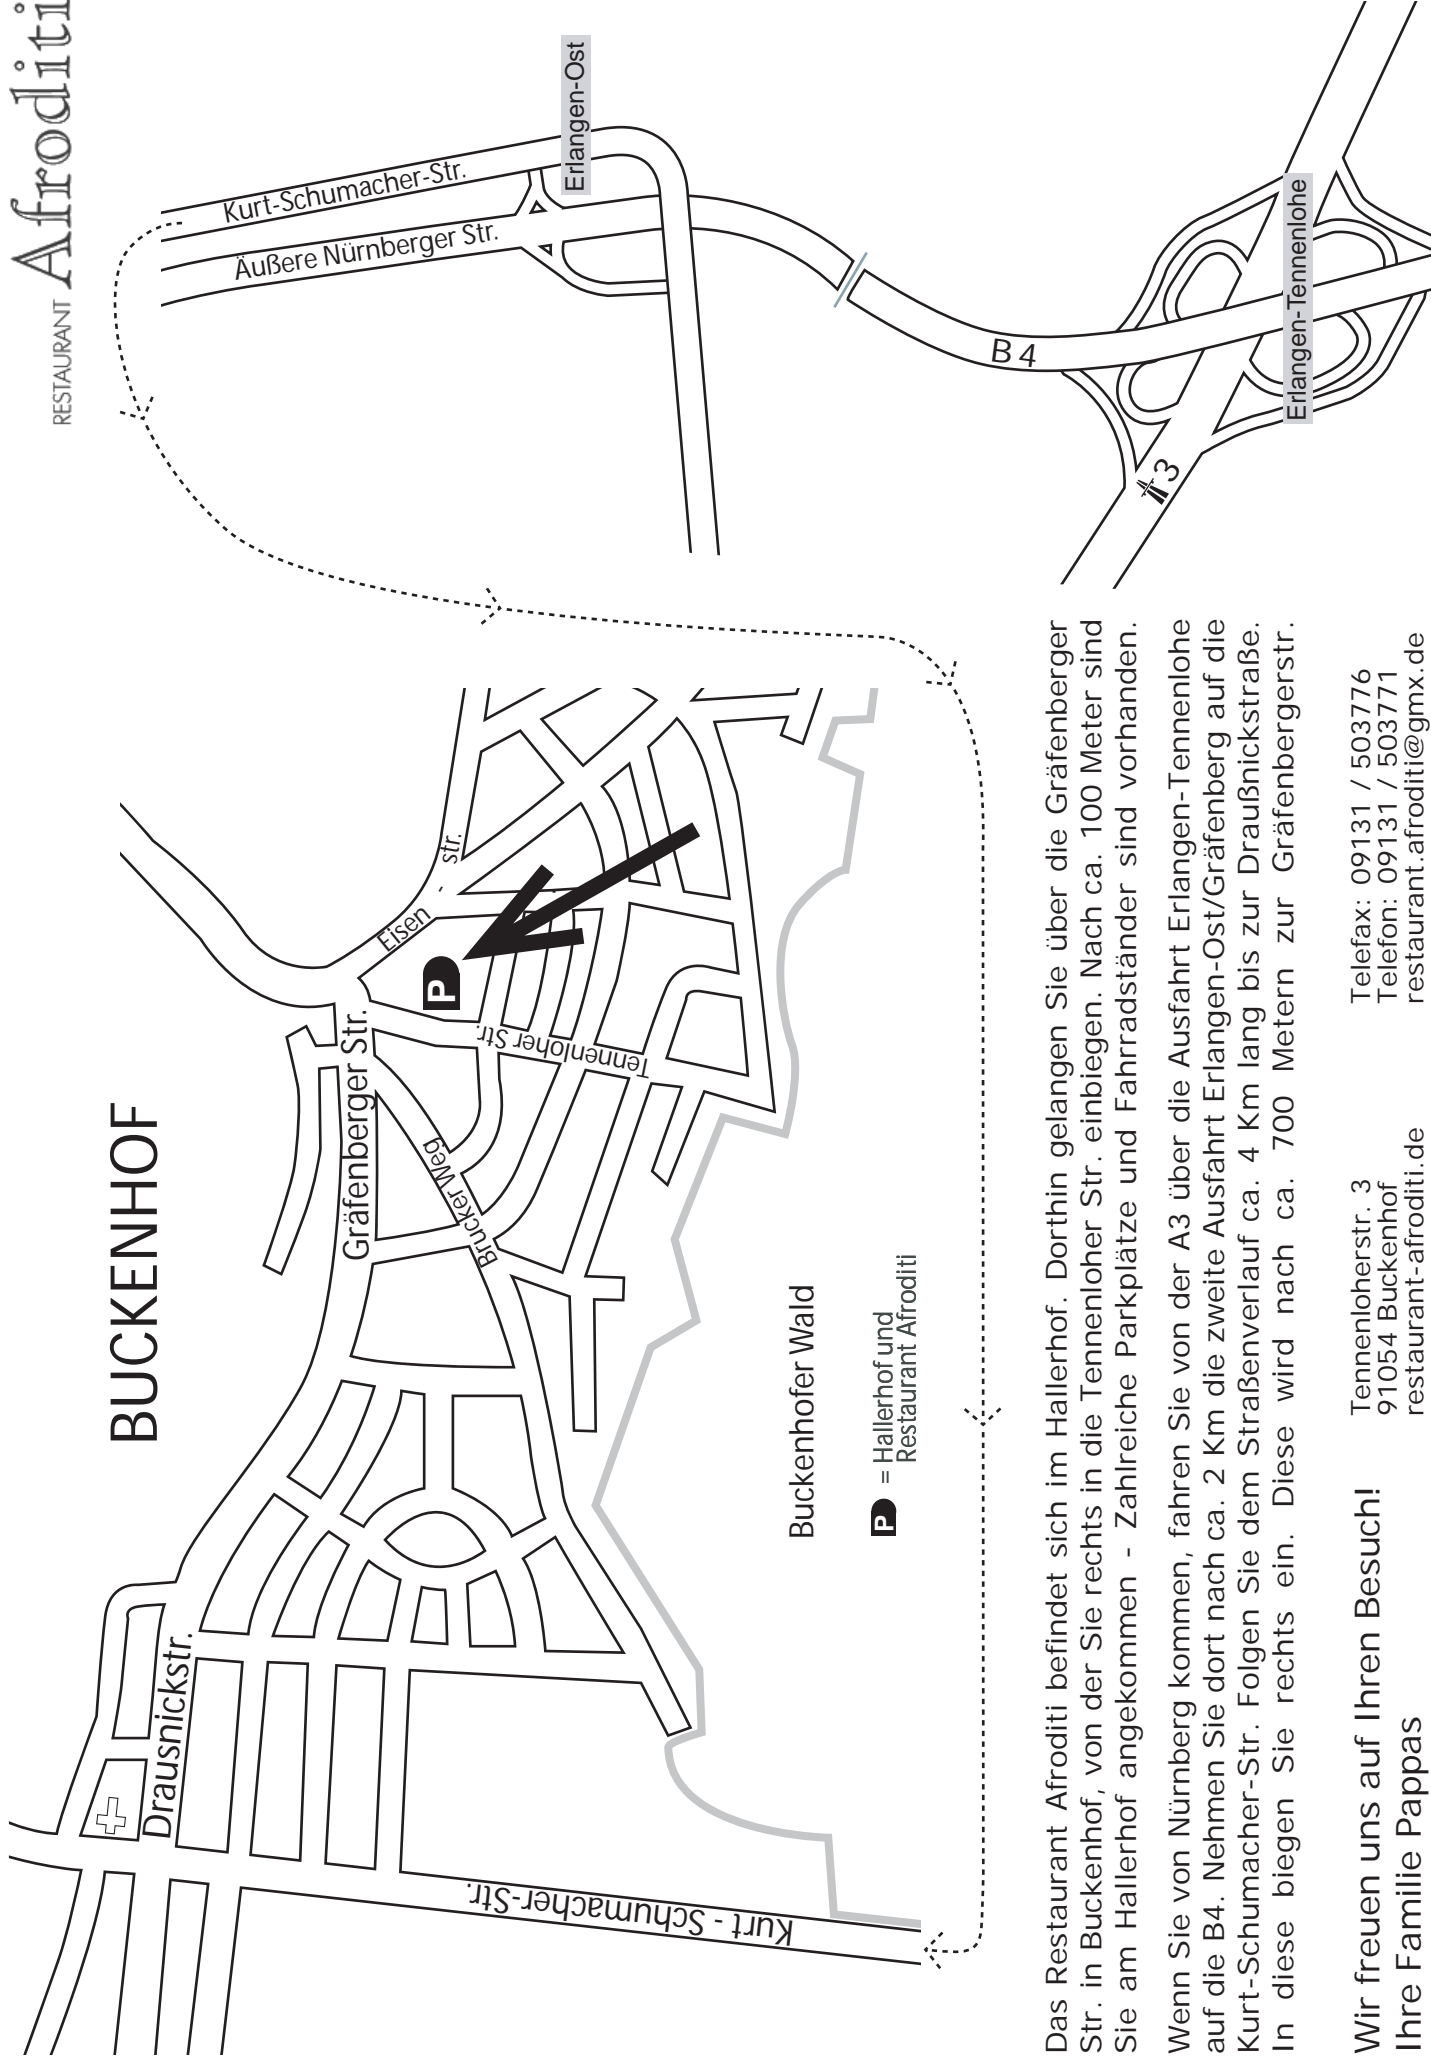 RESTAURANT Afroditi
BUCKENHOF
Kurt-Schumacher-Str.
Äußere Nürnberger Str.
Erlangen-Ost
B 4
Erlangen-Tennenlohe
3
Eisen - str.
P
Gräfenberger Str.
Tennenloher Str.
Brucker Weg
Drausnickstr.
Kurt - Schumacher-Str.
Buckenhofer Wald
P = Hallerhof und
Restaurant Afroditi
Das Restaurant Afroditi befindet sich im Hallerhof. Dorthin gelangen Sie über die Gräfenberger
Str. in Buckenhof, von der Sie rechts in die Tennenloher Str. einbiegen. Nach ca. 100 Meter sind
Sie am Hallerhof angekommen - Zahlreiche Parkplätze und Fahrradständer sind vorhanden.
Wenn Sie von Nürnberg kommen, fahren Sie von der A3 über die Ausfahrt Erlangen-Tennenlohe
auf die B4. Nehmen Sie dort nach ca. 2 Km die zweite Ausfahrt Erlangen-Ost/Gräfenberg auf die
Kurt-Schumacher-Str. Folgen Sie dem Straßenverlauf ca. 4 Km lang bis zur Draußnickstraße.
In diese biegen Sie rechts ein. Diese wird nach ca. 700 Metern zur Gräfenbergerstr.
Wir freuen uns auf Ihren Besuch!
Ihre Familie Pappas
Tennenloherstr. 3
91054 Buckenhof
restaurant-afroditi.de
Telefax: 09131 / 503776
Telefon: 09131 / 503771
restaurant.afroditi@gmx.de